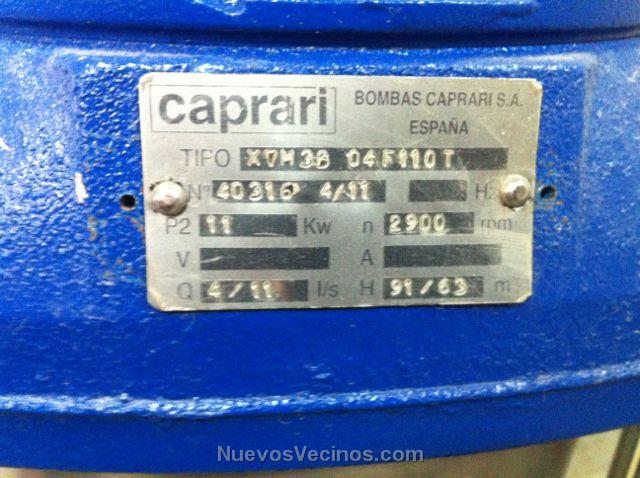 caprari
BOMBAS CAPRARI S.A.
ESPAÑA
TIPO XVM38 04F110T
Nº 40316 4/11 Hz
P2 11 Kw n 2900 rpm
V A
Q 4/11 l/s H 91/63 m
NuevosVecinos.com